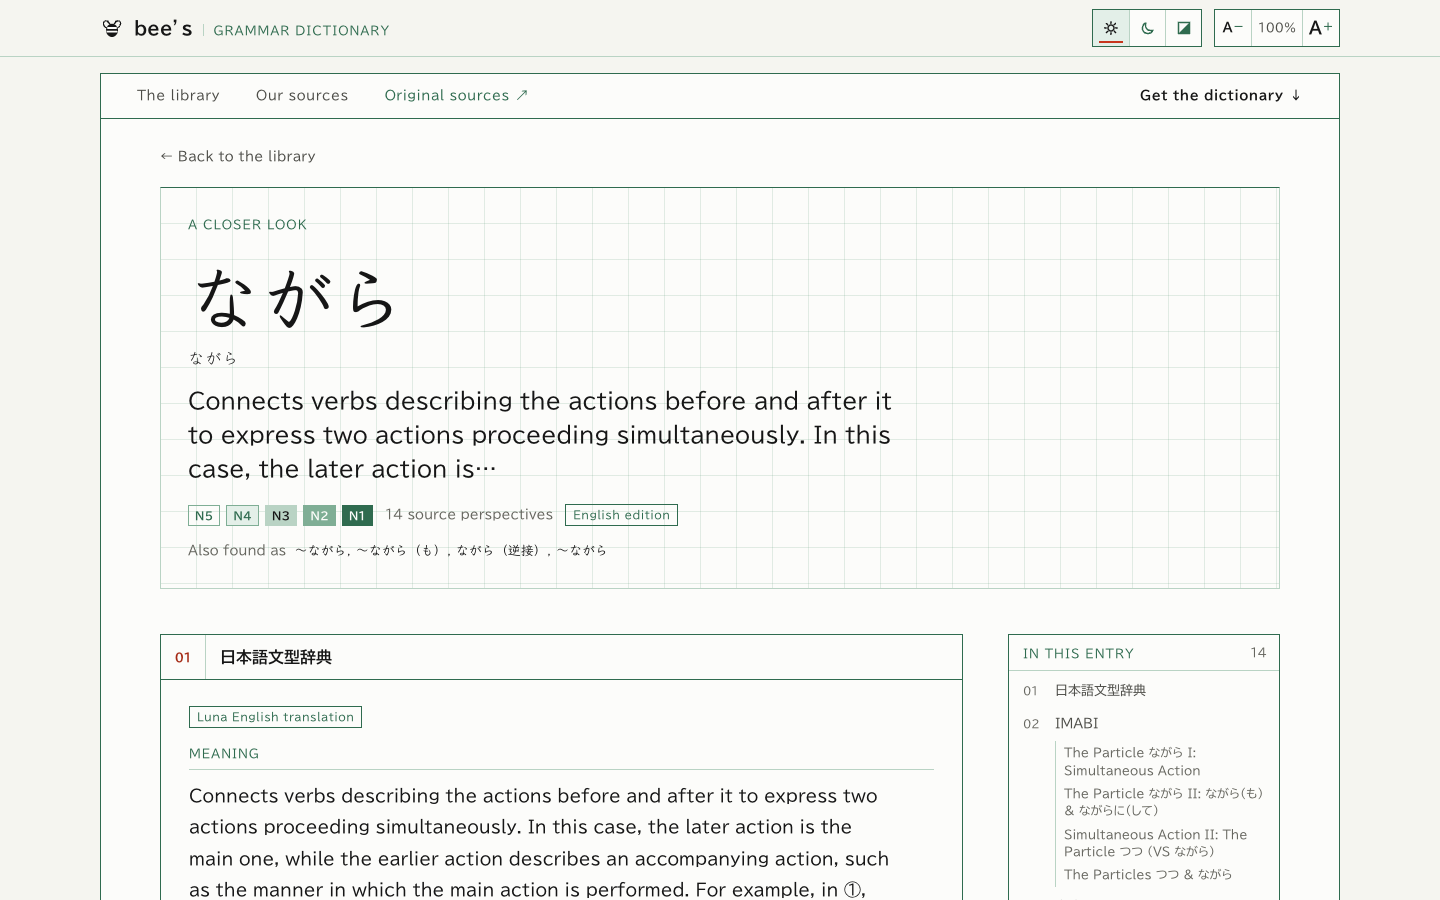 bee's GRAMMAR DICTIONARY
A− 100% A+
The library Our sources Original sources ↗ Get the dictionary ↓
← Back to the library
A CLOSER LOOK
ながら
ながら
Connects verbs describing the actions before and after it
to express two actions proceeding simultaneously. In this
case, the later action is…
N5 N4 N3 N2 N1 14 source perspectives English edition
Also found as 〜ながら, 〜ながら（も）, ながら（逆接）, 〜ながら
01 日本語文型辞典
Luna English translation
MEANING
Connects verbs describing the actions before and after it to express two
actions proceeding simultaneously. In this case, the later action is the
main one, while the earlier action describes an accompanying action, such
as the manner in which the main action is performed. For example, in ①,
IN THIS ENTRY 14
01 日本語文型辞典
02 IMABI
The Particle ながら I:
Simultaneous Action
The Particle ながら II: ながら(も)
& ながらに(して)
Simultaneous Action II: The
Particle つつ (VS ながら)
The Particles つつ & ながら